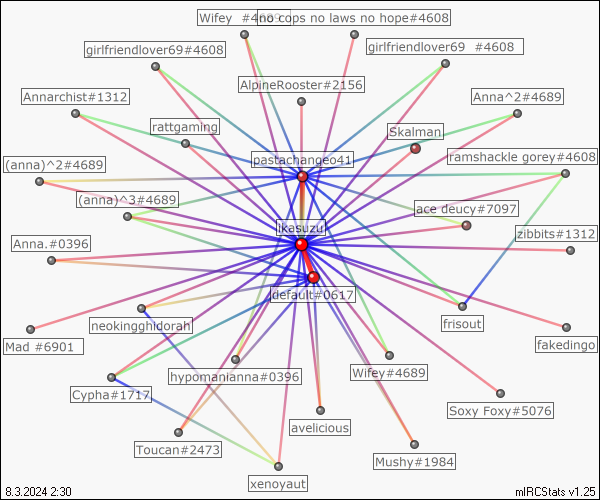 Wifey #4689
no cops no laws no hope#4608
girlfriendlover69#4608
girlfriendlover69 #4608
AlpineRooster#2156
Annarchist#1312
Anna^2#4689
rattgaming
Skalman
pastachangeo41
ramshackle gorey#4608
(anna)^2#4689
(anna)^3#4689
ace deucy#7097
ikasuzu
zibbits#1312
Anna.#0396
default#0617
neokingghidorah
frisout
Mad #6901
fakedingo
hypomanianna#0396
Wifey#4689
Cypha#1717
Soxy Foxy#5076
avelicious
Toucan#2473
Mushy#1984
xenoyaut
8.3.2024 2:30
mIRCStats v1.25